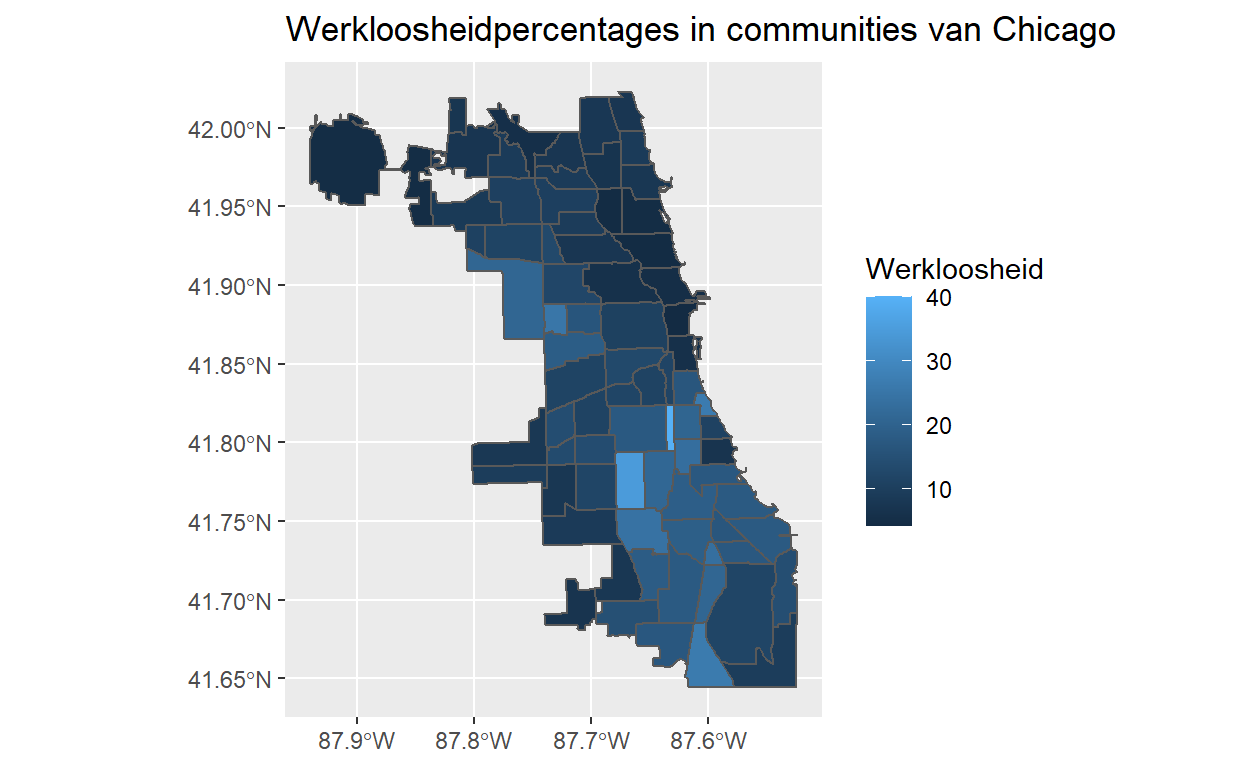 Werkloosheidpercentages in communities van Chicago
42.00°N
41.95°N
41.90°N
41.85°N
41.80°N
41.75°N
41.70°N
41.65°N
87.9°W 87.8°W 87.7°W 87.6°W
Werkloosheid
40
30
20
10